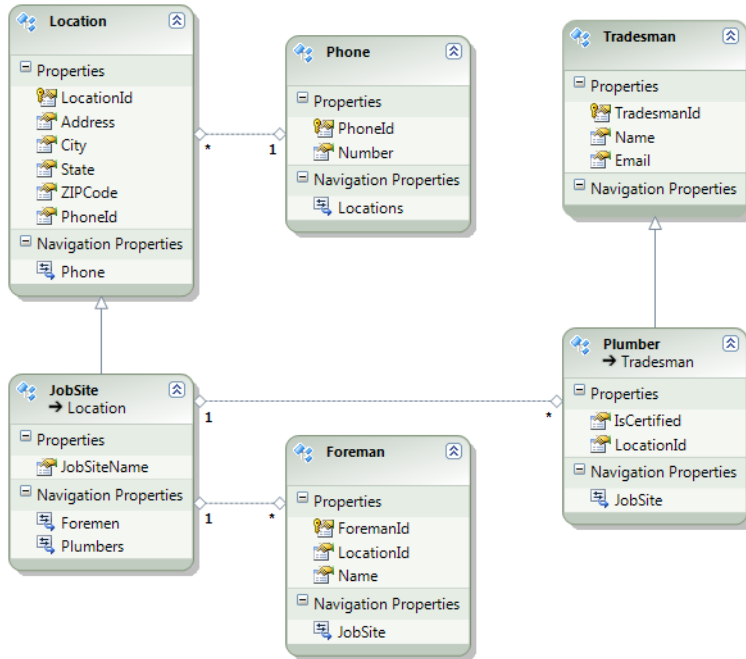 Location
Properties
LocationId
Address
City
State
ZIPCode
PhoneId
Navigation Properties
Phone
*
1
Phone
Properties
PhoneId
Number
Navigation Properties
Locations
Tradesman
Properties
TradesmanId
Name
Email
Navigation Properties
JobSite
→ Location
Properties
JobSiteName
Navigation Properties
Foremen
Plumbers
1
*
1
*
Foreman
Properties
ForemanId
LocationId
Name
Navigation Properties
JobSite
Plumber
→ Tradesman
Properties
IsCertified
LocationId
Navigation Properties
JobSite